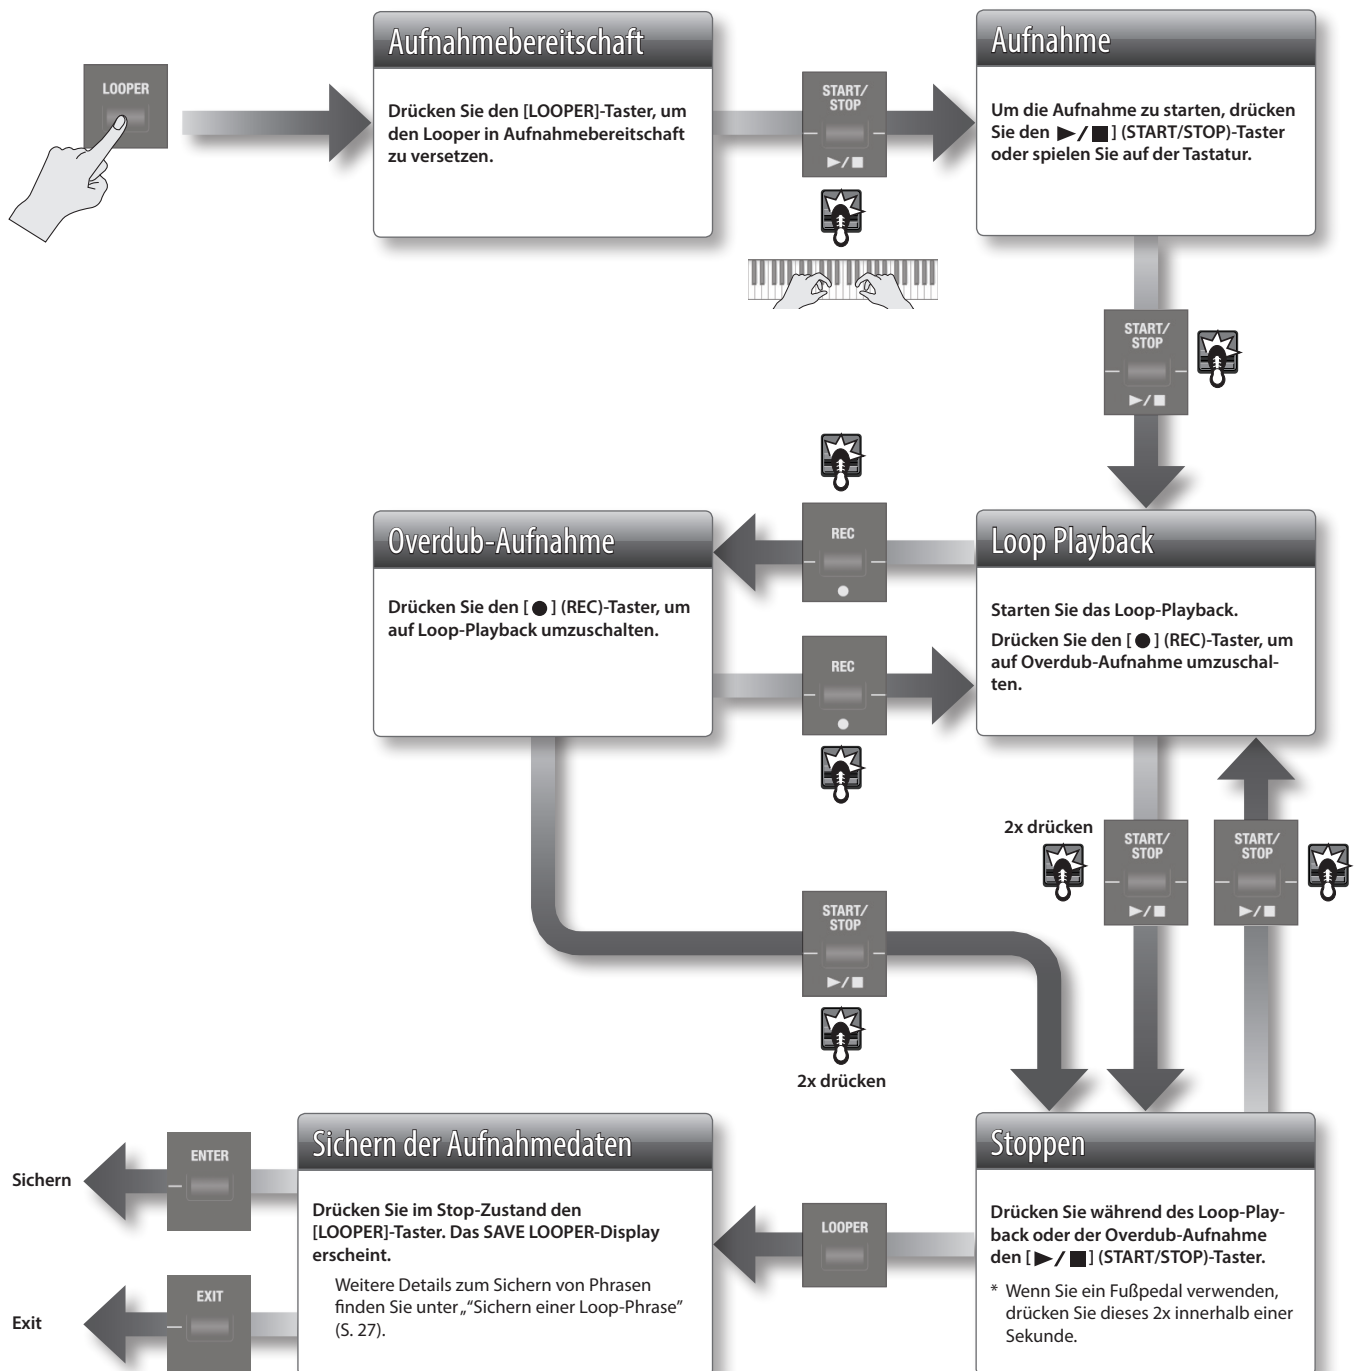 LOOPER
Aufnahmebereitschaft
Drücken Sie den [LOOPER]-Taster, um
den Looper in Aufnahmebereitschaft
zu versetzen.
START/
STOP
►/■
Aufnahme
Um die Aufnahme zu starten, drücken
Sie den ►/■] (START/STOP)-Taster
oder spielen Sie auf der Tastatur.
START/
STOP
►/■
Overdub-Aufnahme
Drücken Sie den [●] (REC)-Taster, um
auf Loop-Playback umzuschalten.
REC
●
REC
●
Loop Playback
Starten Sie das Loop-Playback.
Drücken Sie den [●] (REC)-Taster, um
auf Overdub-Aufnahme umzuschal-
ten.
2x drücken
START/
STOP
►/■
START/
STOP
►/■
START/
STOP
►/■
2x drücken
Sichern
ENTER
Exit
EXIT
Sichern der Aufnahmedaten
Drücken Sie im Stop-Zustand den
[LOOPER]-Taster. Das SAVE LOOPER-Display
erscheint.
Weitere Details zum Sichern von Phrasen
finden Sie unter „“Sichern einer Loop-Phrase”
(S. 27).
LOOPER
Stoppen
Drücken Sie während des Loop-Play-
back oder der Overdub-Aufnahme
den [►/■] (START/STOP)-Taster.
* Wenn Sie ein Fußpedal verwenden,
drücken Sie dieses 2x innerhalb einer
Sekunde.